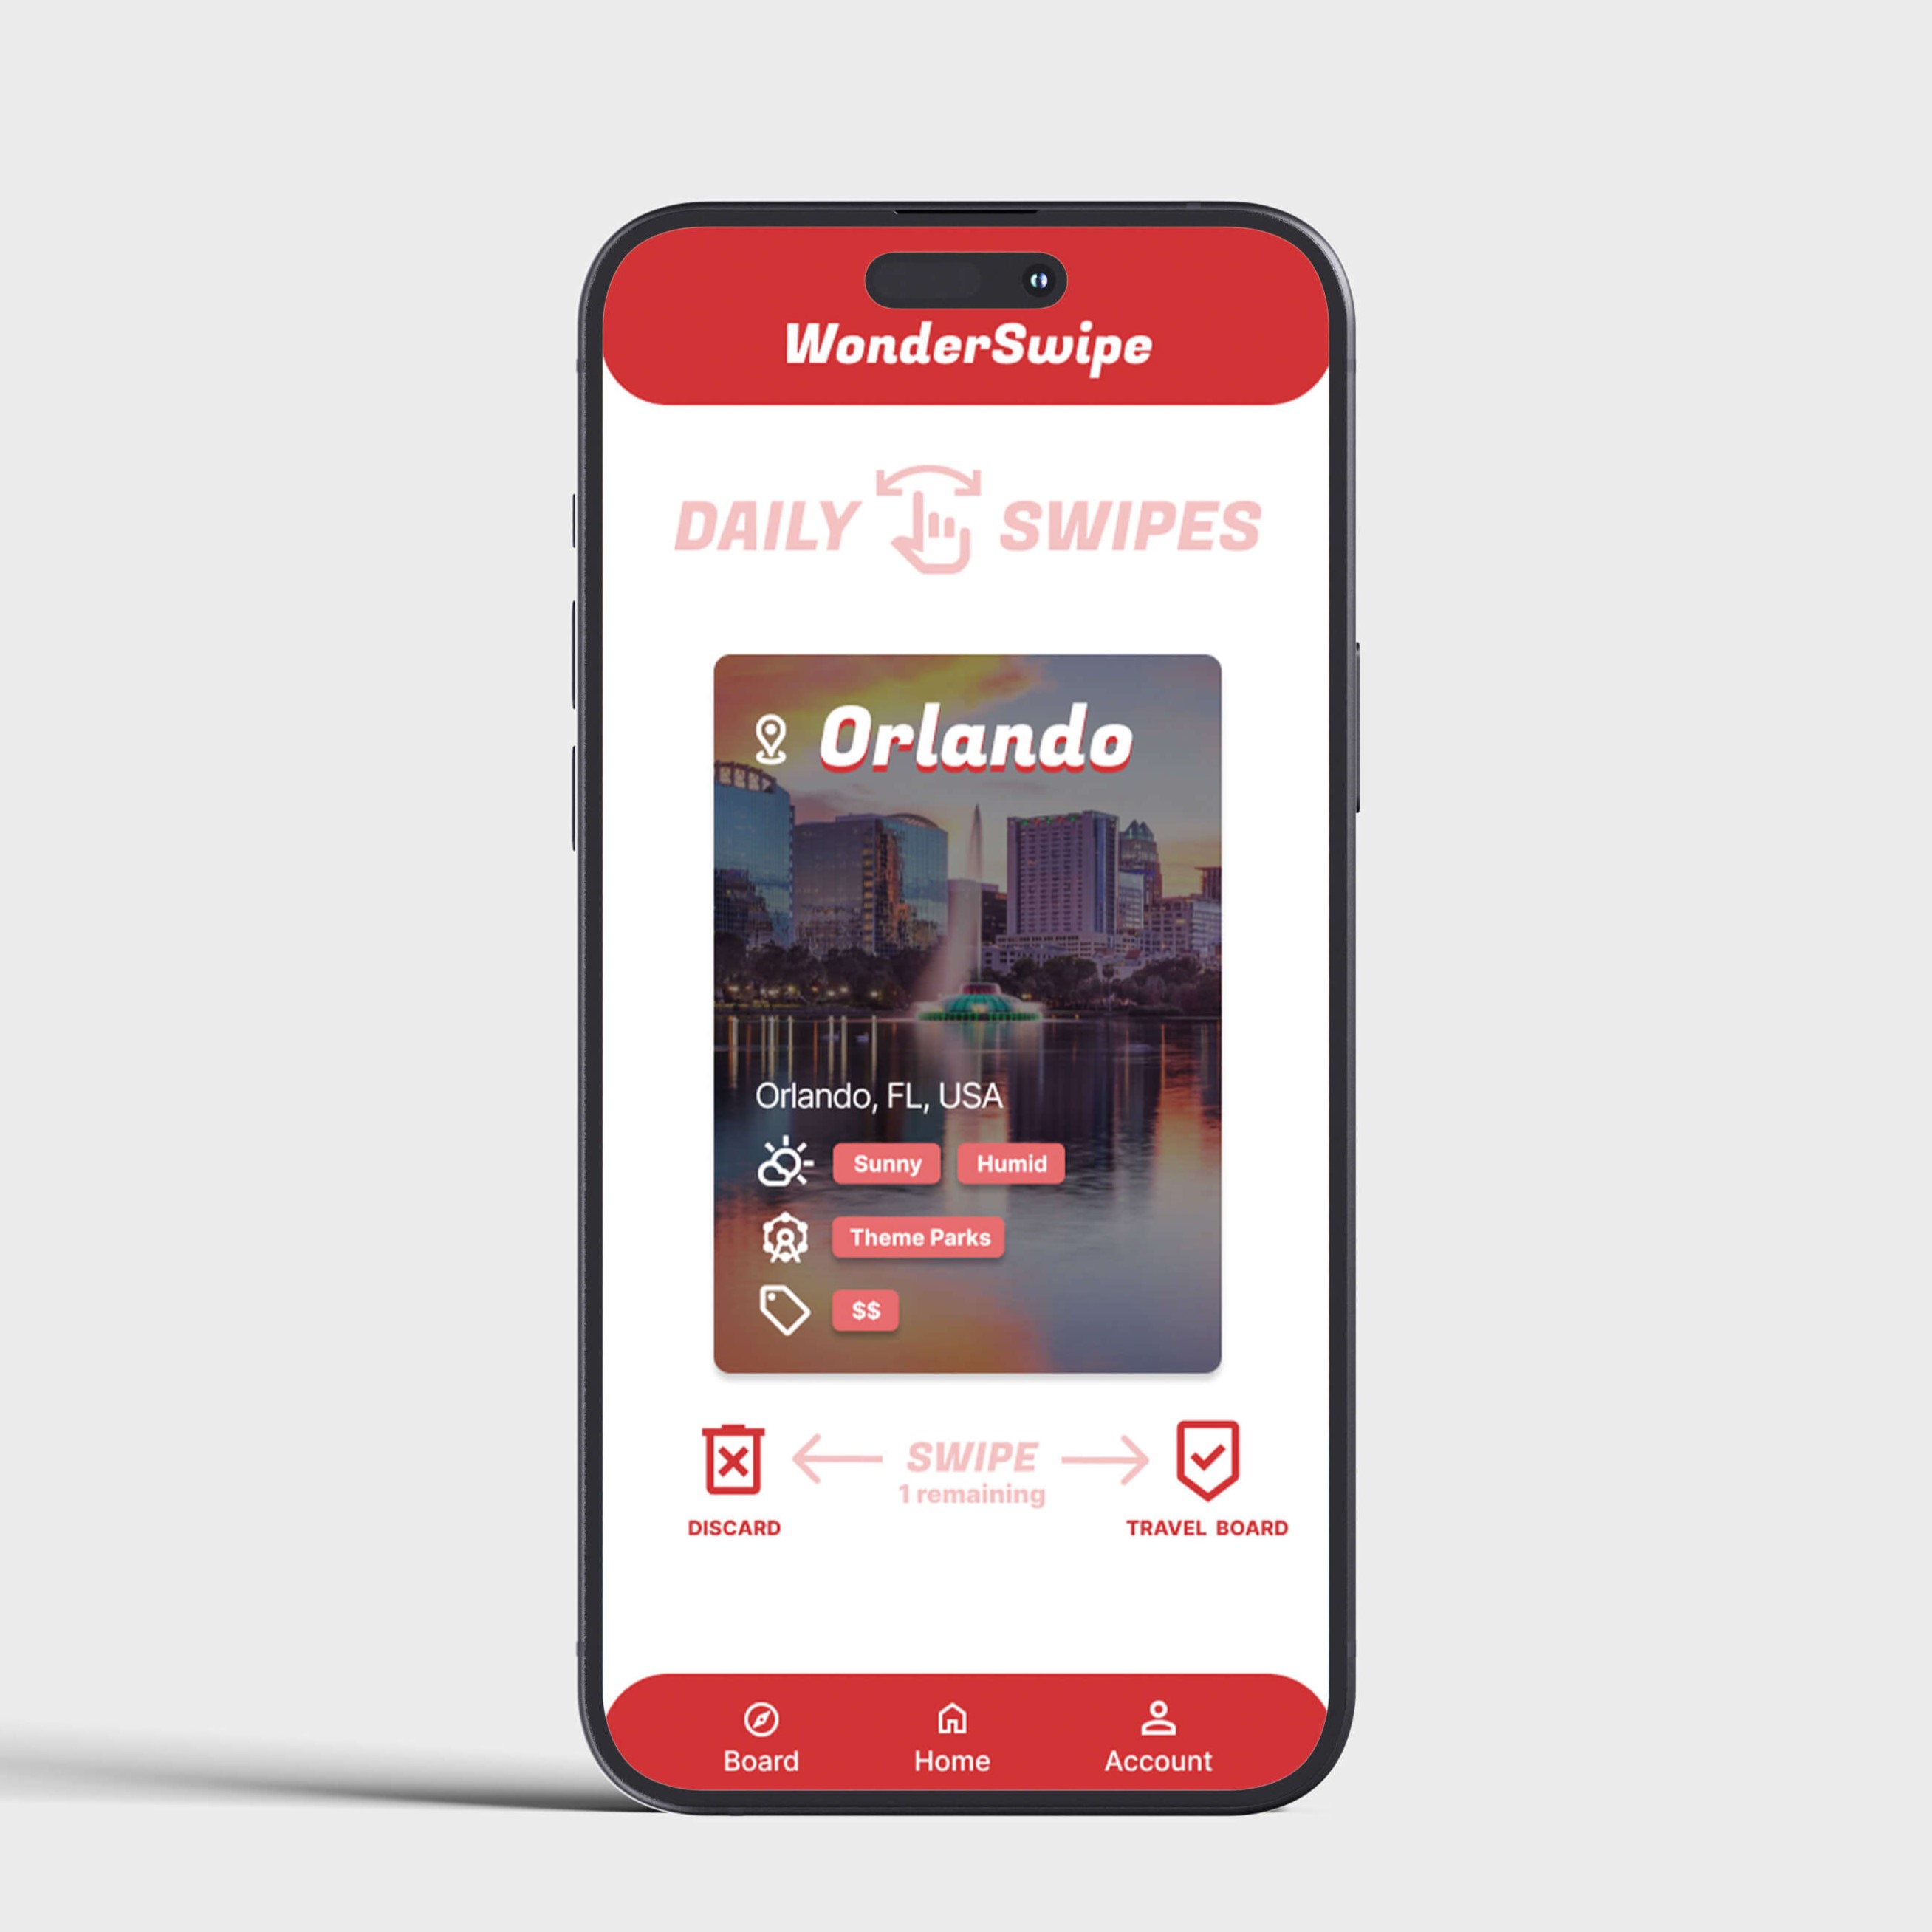 WonderSwipe
DAILY SWIPES
Orlando
Orlando, FL, USA
Sunny Humid
Theme Parks
$$
SWIPE
1 remaining
DISCARD TRAVEL BOARD
Board Home Account